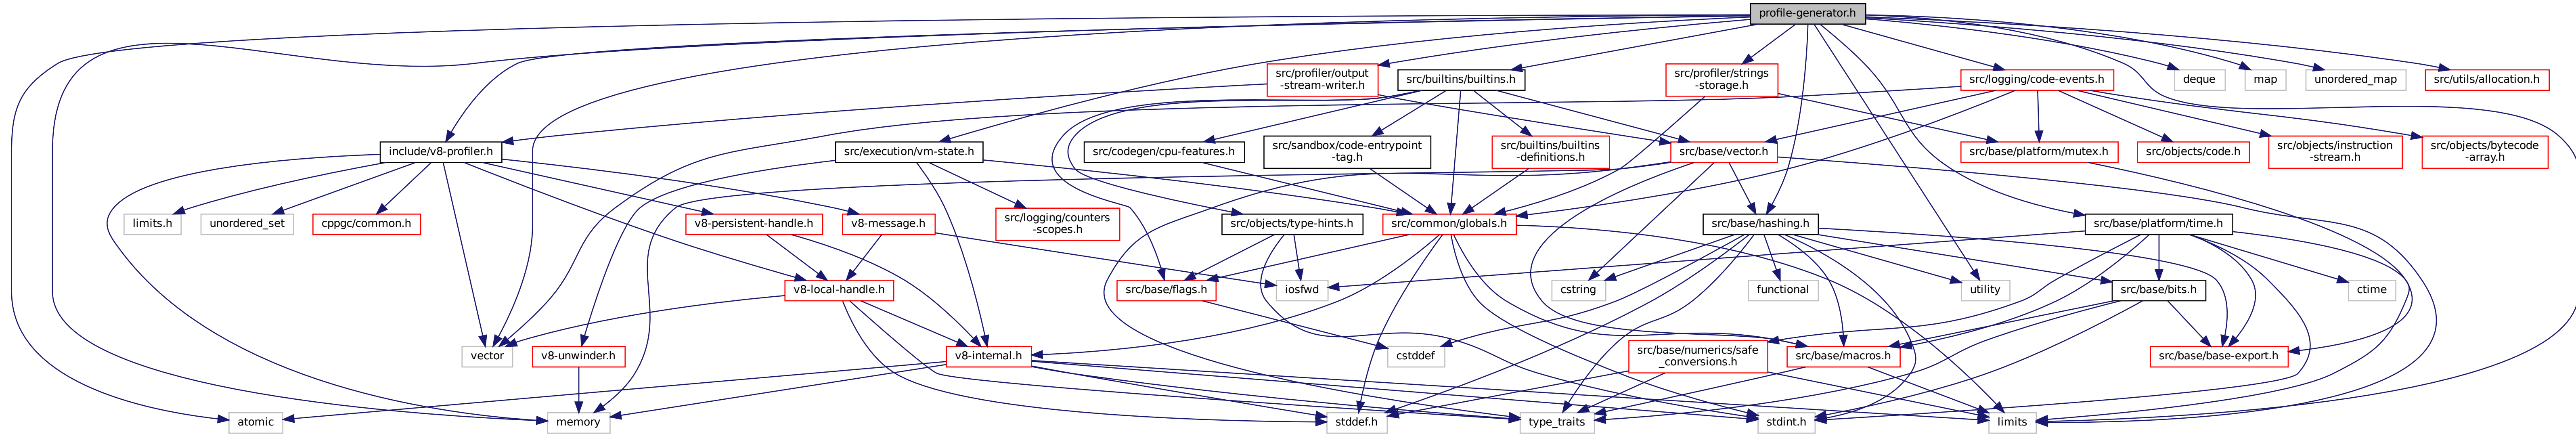 profile-generator.h
src/profiler/output
-stream-writer.h
src/builtins/builtins.h
src/profiler/strings
-storage.h
src/logging/code-events.h
deque
map
unordered_map
src/utils/allocation.h
include/v8-profiler.h
src/execution/vm-state.h
src/codegen/cpu-features.h
src/sandbox/code-entrypoint
-tag.h
src/builtins/builtins
-definitions.h
src/base/vector.h
src/base/platform/mutex.h
src/objects/code.h
src/objects/instruction
-stream.h
src/objects/bytecode
-array.h
limits.h
unordered_set
cppgc/common.h
v8-persistent-handle.h
v8-message.h
src/logging/counters
-scopes.h
src/objects/type-hints.h
src/common/globals.h
src/base/hashing.h
src/base/platform/time.h
v8-local-handle.h
src/base/flags.h
iosfwd
cstring
functional
utility
src/base/bits.h
ctime
vector
v8-unwinder.h
v8-internal.h
cstddef
src/base/numerics/safe
_conversions.h
src/base/macros.h
src/base/base-export.h
atomic
memory
stddef.h
type_traits
stdint.h
limits